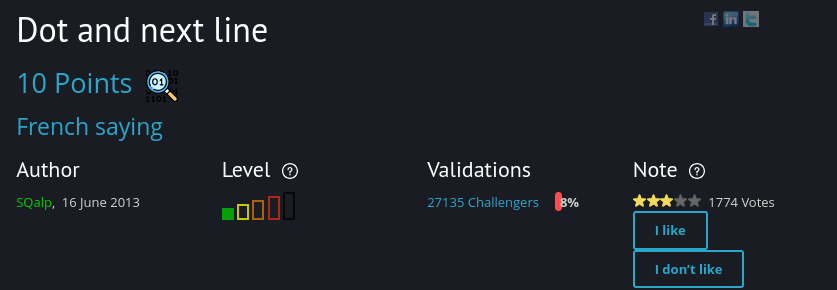 Dot and next line
10 Points
French saying
Author
Level
Validations
Note
SQalp, 16 June 2013
27135 Challengers
8%
1774 Votes
I like
I don't like